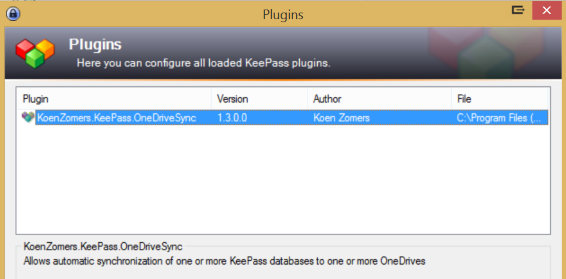 Plugins
Plugins
Here you can configure all loaded KeePass plugins.
Plugin Version Author File
KoenZomers.KeePass.OneDriveSync 1.3.0.0 Koen Zomers C:\Program Files (...
KoenZomers.KeePass.OneDriveSync
Allows automatic synchronization of one or more KeePass databases to one or more OneDrives